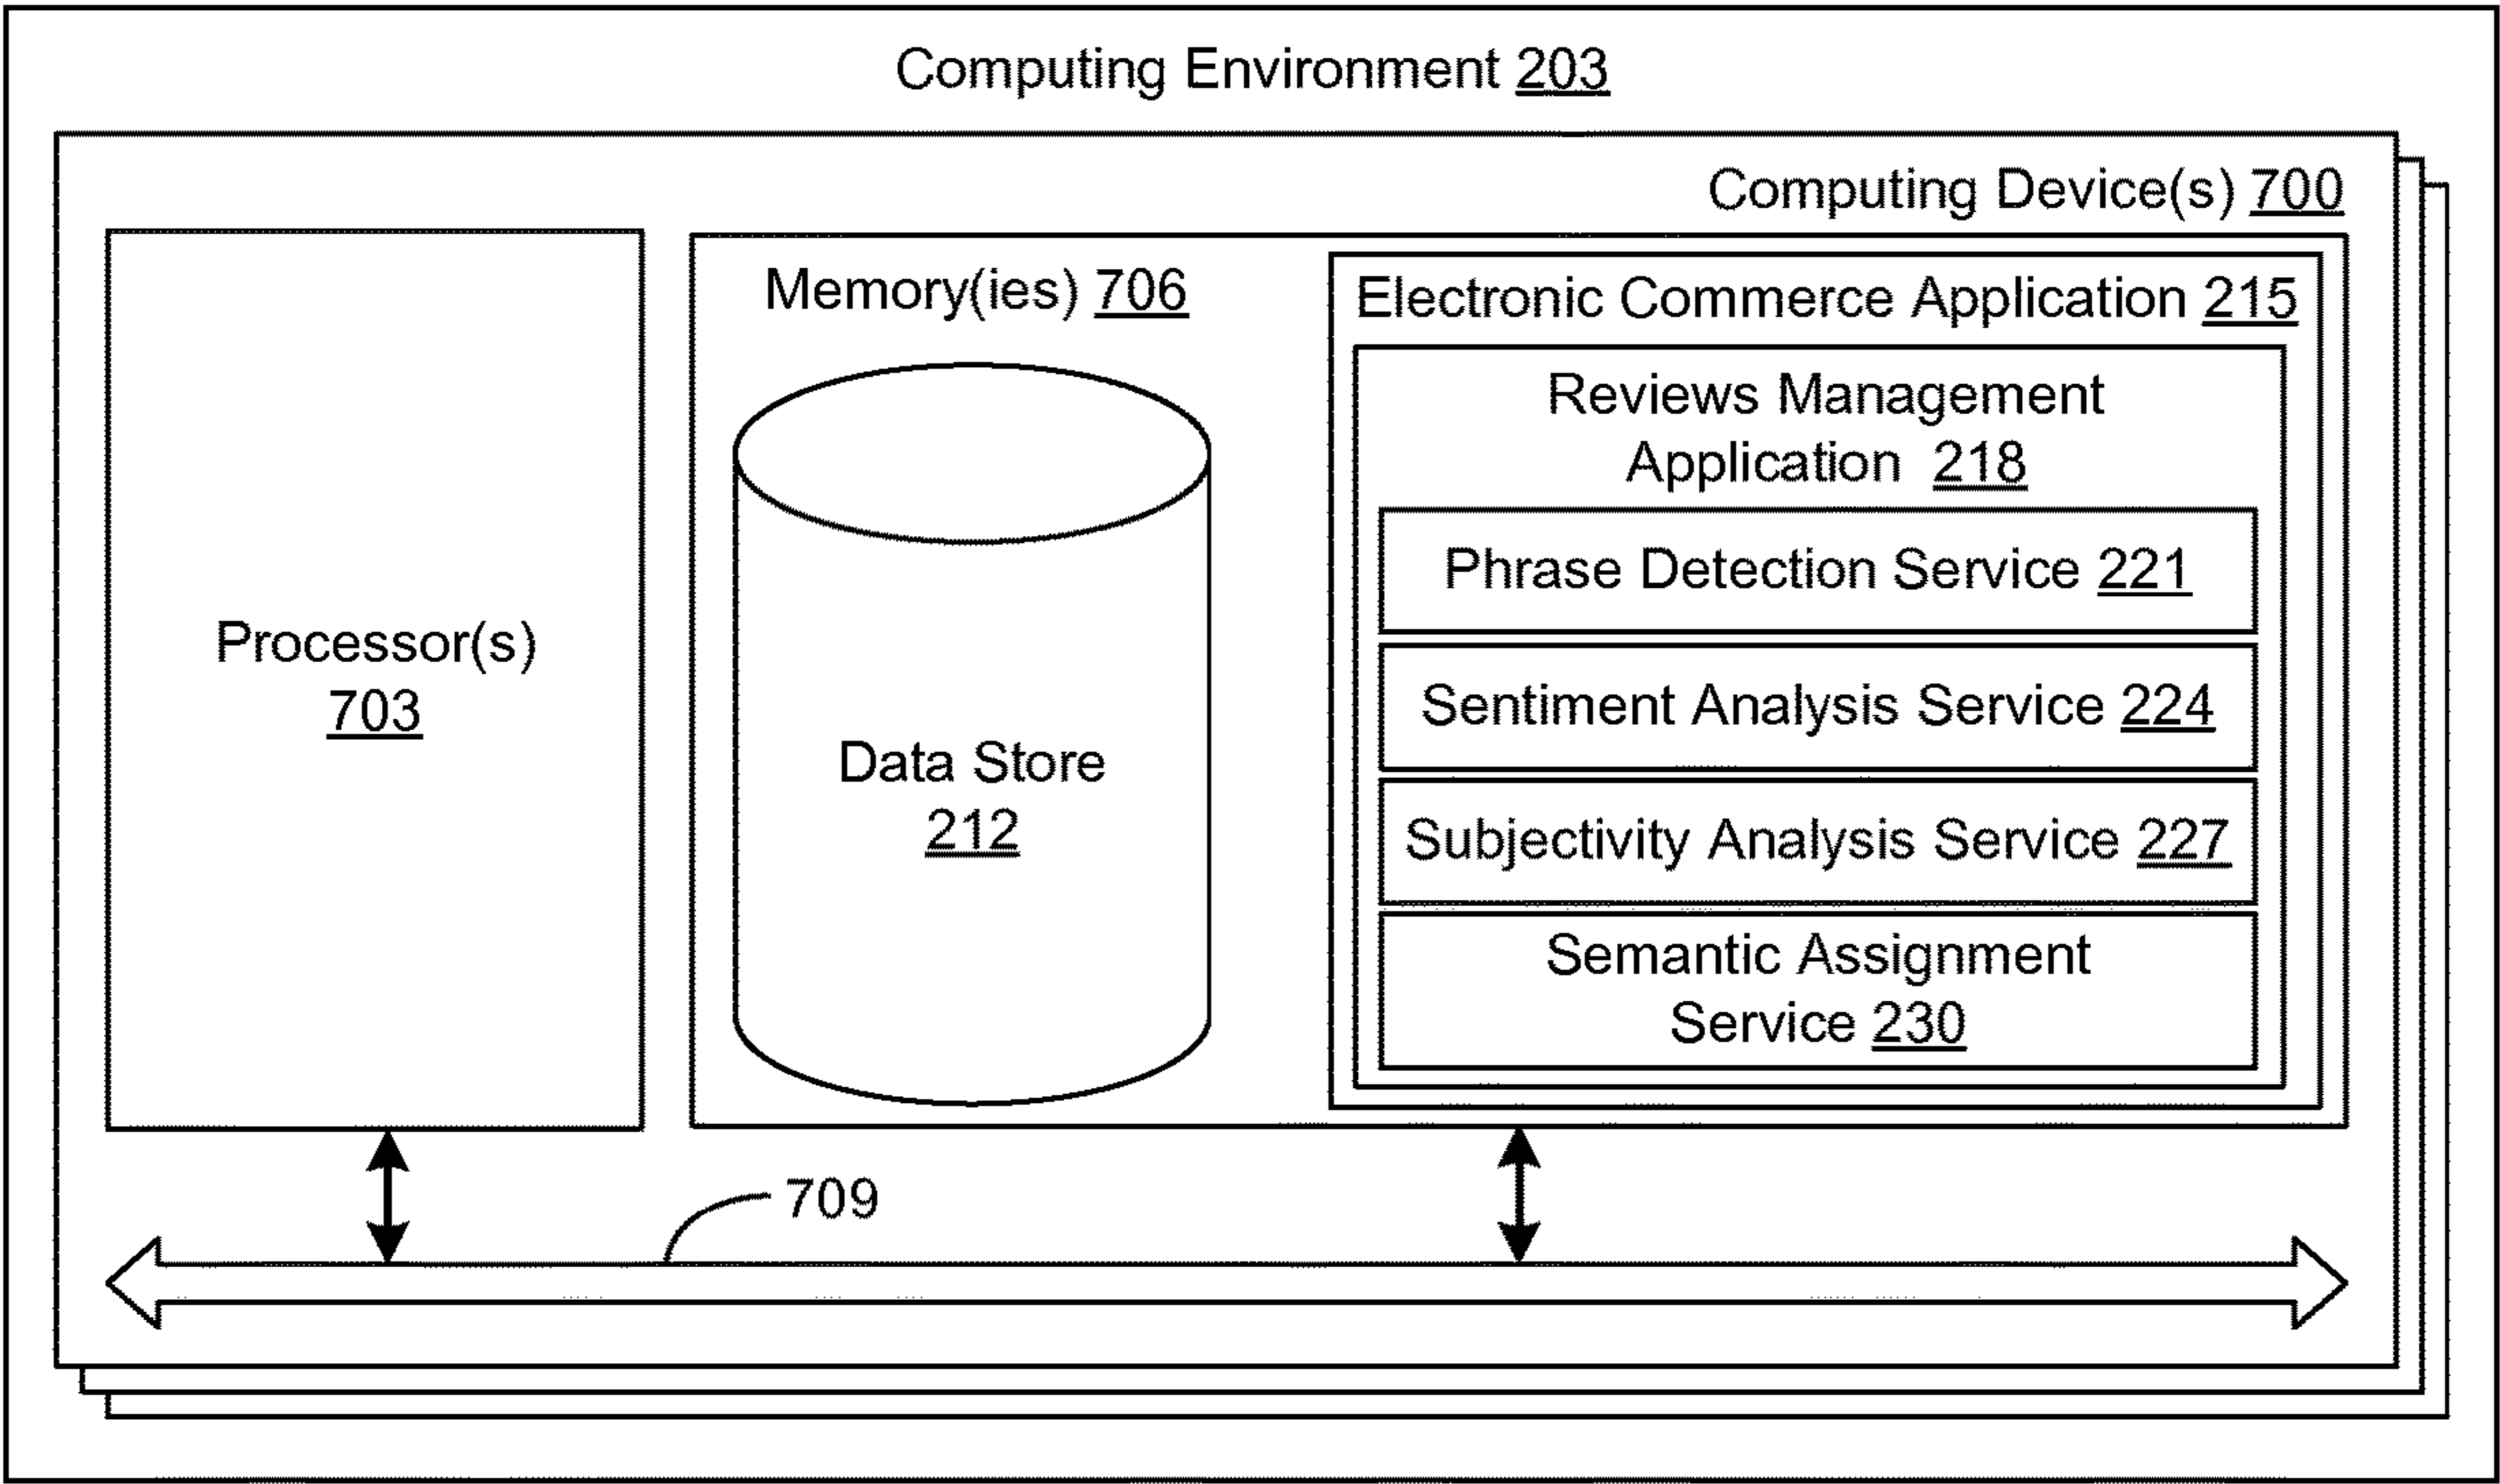 Computing Environment 203
Computing Device(s) 700
Processor(s)
703
Memory(ies) 706
Data Store
212
Electronic Commerce Application 215
Reviews Management
Application 218
Phrase Detection Service 221
Sentiment Analysis Service 224
Subjectivity Analysis Service 227
Semantic Assignment
Service 230
709